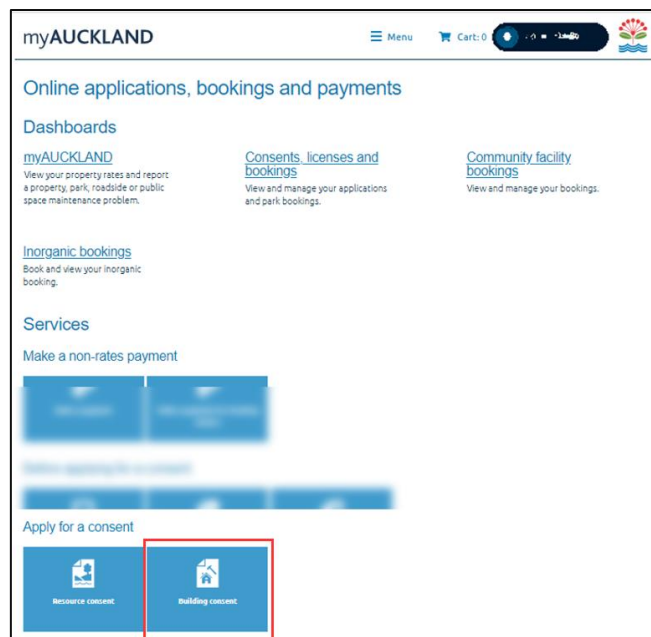 myAUCKLAND
Menu
Cart: 0
Online applications, bookings and payments
Dashboards
myAUCKLAND
View your property rates and report
a property, park, roadside or public
space maintenance problem.
Consents, licenses and
bookings
View and manage your applications
and park bookings.
Community facility
bookings
View and manage your bookings.
Inorganic bookings
Book and view your inorganic
booking.
Services
Make a non-rates payment
Apply for a consent
Resource consent
Building consent